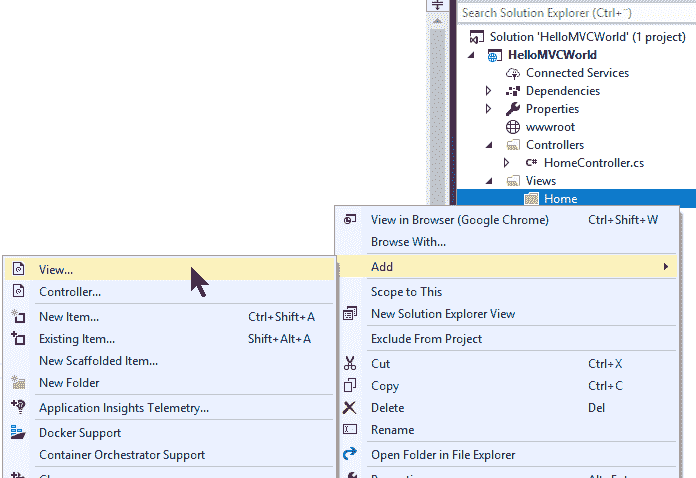 Search Solution Explorer (Ctrl+¨)
Solution 'HelloMVCWorld' (1 project)
HelloMVCWorld
Connected Services
Dependencies
Properties
wwwroot
Controllers
C# HomeController.cs
Views
Home
View in Browser (Google Chrome) Ctrl+Shift+W
Browse With...
Add
Scope to This
New Solution Explorer View
Exclude From Project
Cut Ctrl+X
Copy Ctrl+C
Delete Del
Rename
Open Folder in File Explorer
View...
Controller...
New Item... Ctrl+Shift+A
Existing Item... Shift+Alt+A
New Scaffolded Item...
New Folder
Application Insights Telemetry...
Docker Support
Container Orchestrator Support